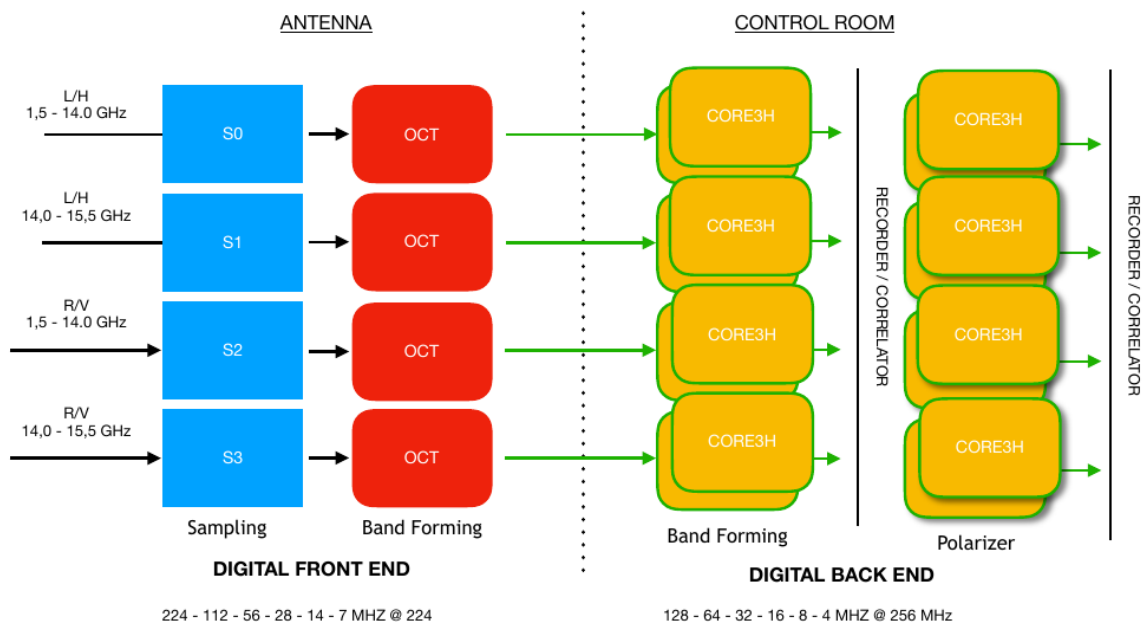 ANTENNA
CONTROL ROOM
L/H
1,5 - 14.0 GHz
S0
OCT
CORE3H
CORE3H
L/H
14,0 - 15,5 GHz
S1
OCT
CORE3H
CORE3H
R/V
1,5 - 14.0 GHz
S2
OCT
CORE3H
CORE3H
R/V
14,0 - 15,5 GHz
S3
OCT
CORE3H
CORE3H
RECORDER / CORRELATOR
RECORDER / CORRELATOR
Sampling
Band Forming
Band Forming
Polarizer
DIGITAL FRONT END
DIGITAL BACK END
224 - 112 - 56 - 28 - 14 - 7 MHZ @ 224
128 - 64 - 32 - 16 - 8 - 4 MHZ @ 256 MHz